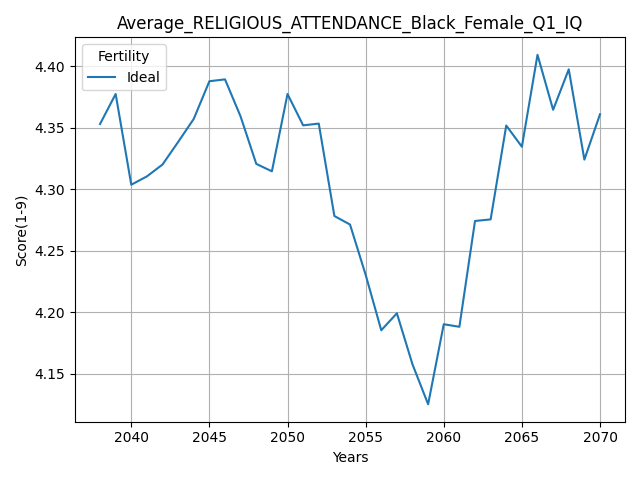 Average_RELIGIOUS_ATTENDANCE_Black_Female_Q1_IQ
Fertility
Ideal
Score(1-9)
4.40
4.35
4.30
4.25
4.20
4.15
2040 2045 2050 2055 2060 2065 2070
Years